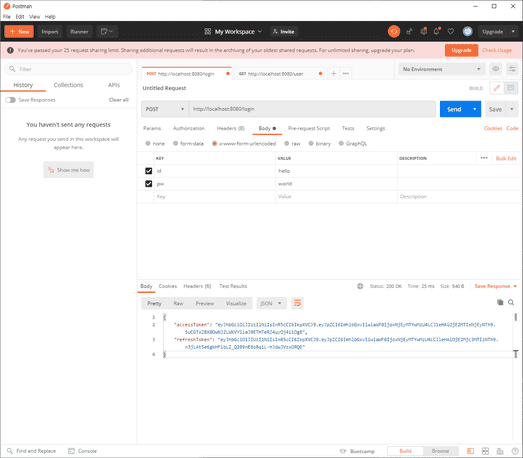 Postman
File Edit View Help
New Import Runner My Workspace Invite Upgrade
You've passed your 25 request sharing limit. Sharing additional requests will result in the archiving of your oldest shared requests. For unlimited sharing, upgrade your plan. Upgrade Check Usage
Filter
History Collections APIs
Save Responses Clear all
You haven't sent any requests
Any request you send in this workspace will appear here.
Show me how
POST http://localhost:8080/login GET http://localhost:8080/user No Environment
Untitled Request BUILD
POST http://localhost:8080/login Send Save
Params Authorization Headers (8) Body Pre-request Script Tests Settings Cookies Code
none form-data x-www-form-urlencoded raw binary GraphQL
KEY VALUE DESCRIPTION Bulk Edit
id hello
pw world
Key Value Description
Body Cookies Headers (6) Test Results Status: 200 OK Time: 25 ms Size: 540 B Save Response
Pretty Raw Preview Visualize JSON
1 {
2 "accessToken":
3 "refreshToken":
4 }
Find and Replace Console Bootcamp Build Browse